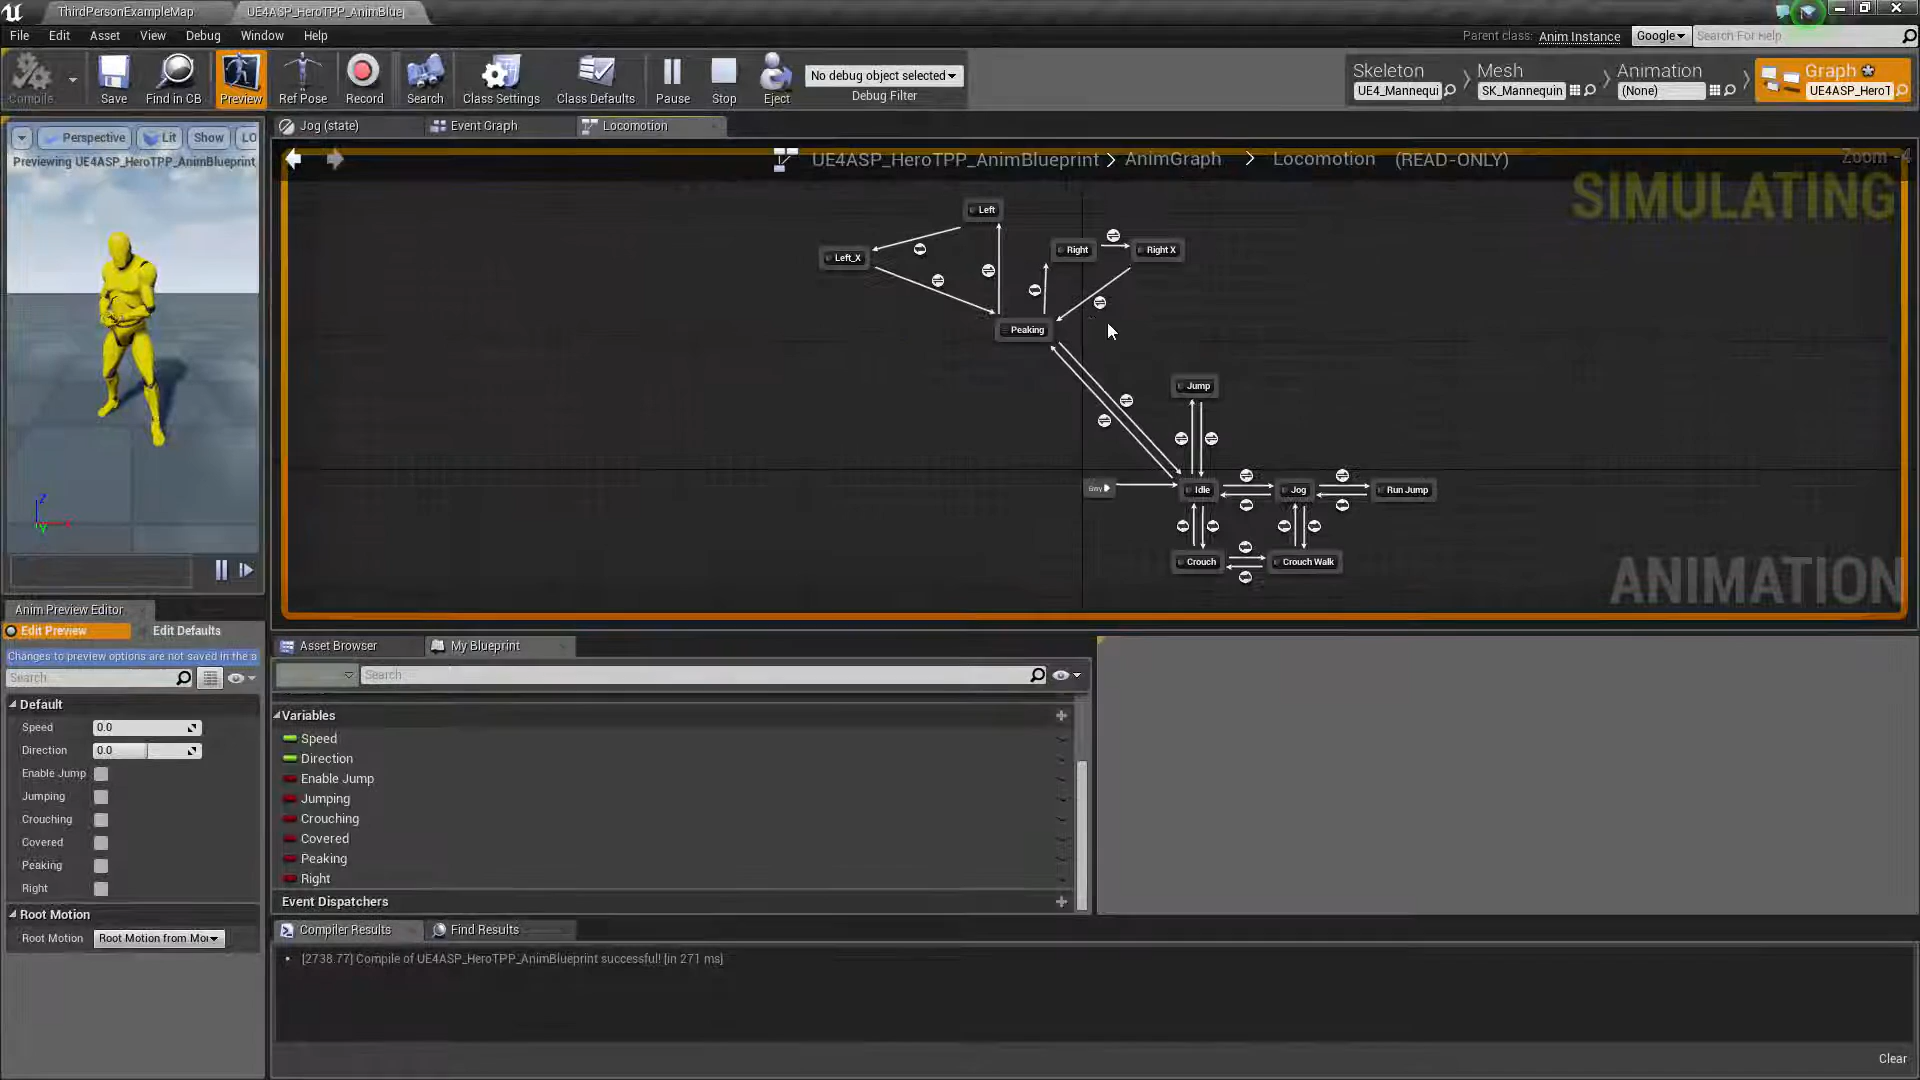 ThirdPersonExampleMap
UE4ASP_HeroTPP_AnimBluep
File Edit Asset View Debug Window Help
Parent class: Anim Instance Google Search For Help
Compile Save Find in CB Preview Ref Pose Record Search Class Settings Class Defaults Pause Stop Eject
No debug object selected
Debug Filter
Skeleton
UE4_Mannequi
Mesh
SK_Mannequin
Animation
(None)
Graph
UE4ASP_HeroT
Jog (state) Event Graph Locomotion
Perspective Lit Show LO
Previewing UE4ASP_HeroTPP_AnimBlueprint
UE4ASP_HeroTPP_AnimBlueprint > AnimGraph > Locomotion (READ-ONLY)
Zoom -4
SIMULATING
Left
Left_X
Right
Right X
Peaking
Jump
Entry
Idle
Jog
Run Jump
Crouch
Crouch Walk
ANIMATION
Z
Y
Anim Preview Editor
Edit Preview Edit Defaults
Changes to preview options are not saved in the a
Search
Default
Speed 0.0
Direction 0.0
Enable Jump
Jumping
Crouching
Covered
Peaking
Right
Root Motion
Root Motion Root Motion from Mor
Asset Browser My Blueprint
Search
Variables
Speed
Direction
Enable Jump
Jumping
Crouching
Covered
Peaking
Right
Event Dispatchers
Compiler Results Find Results
[2738.77] Compile of UE4ASP_HeroTPP_AnimBlueprint successful! [in 271 ms]
Clear